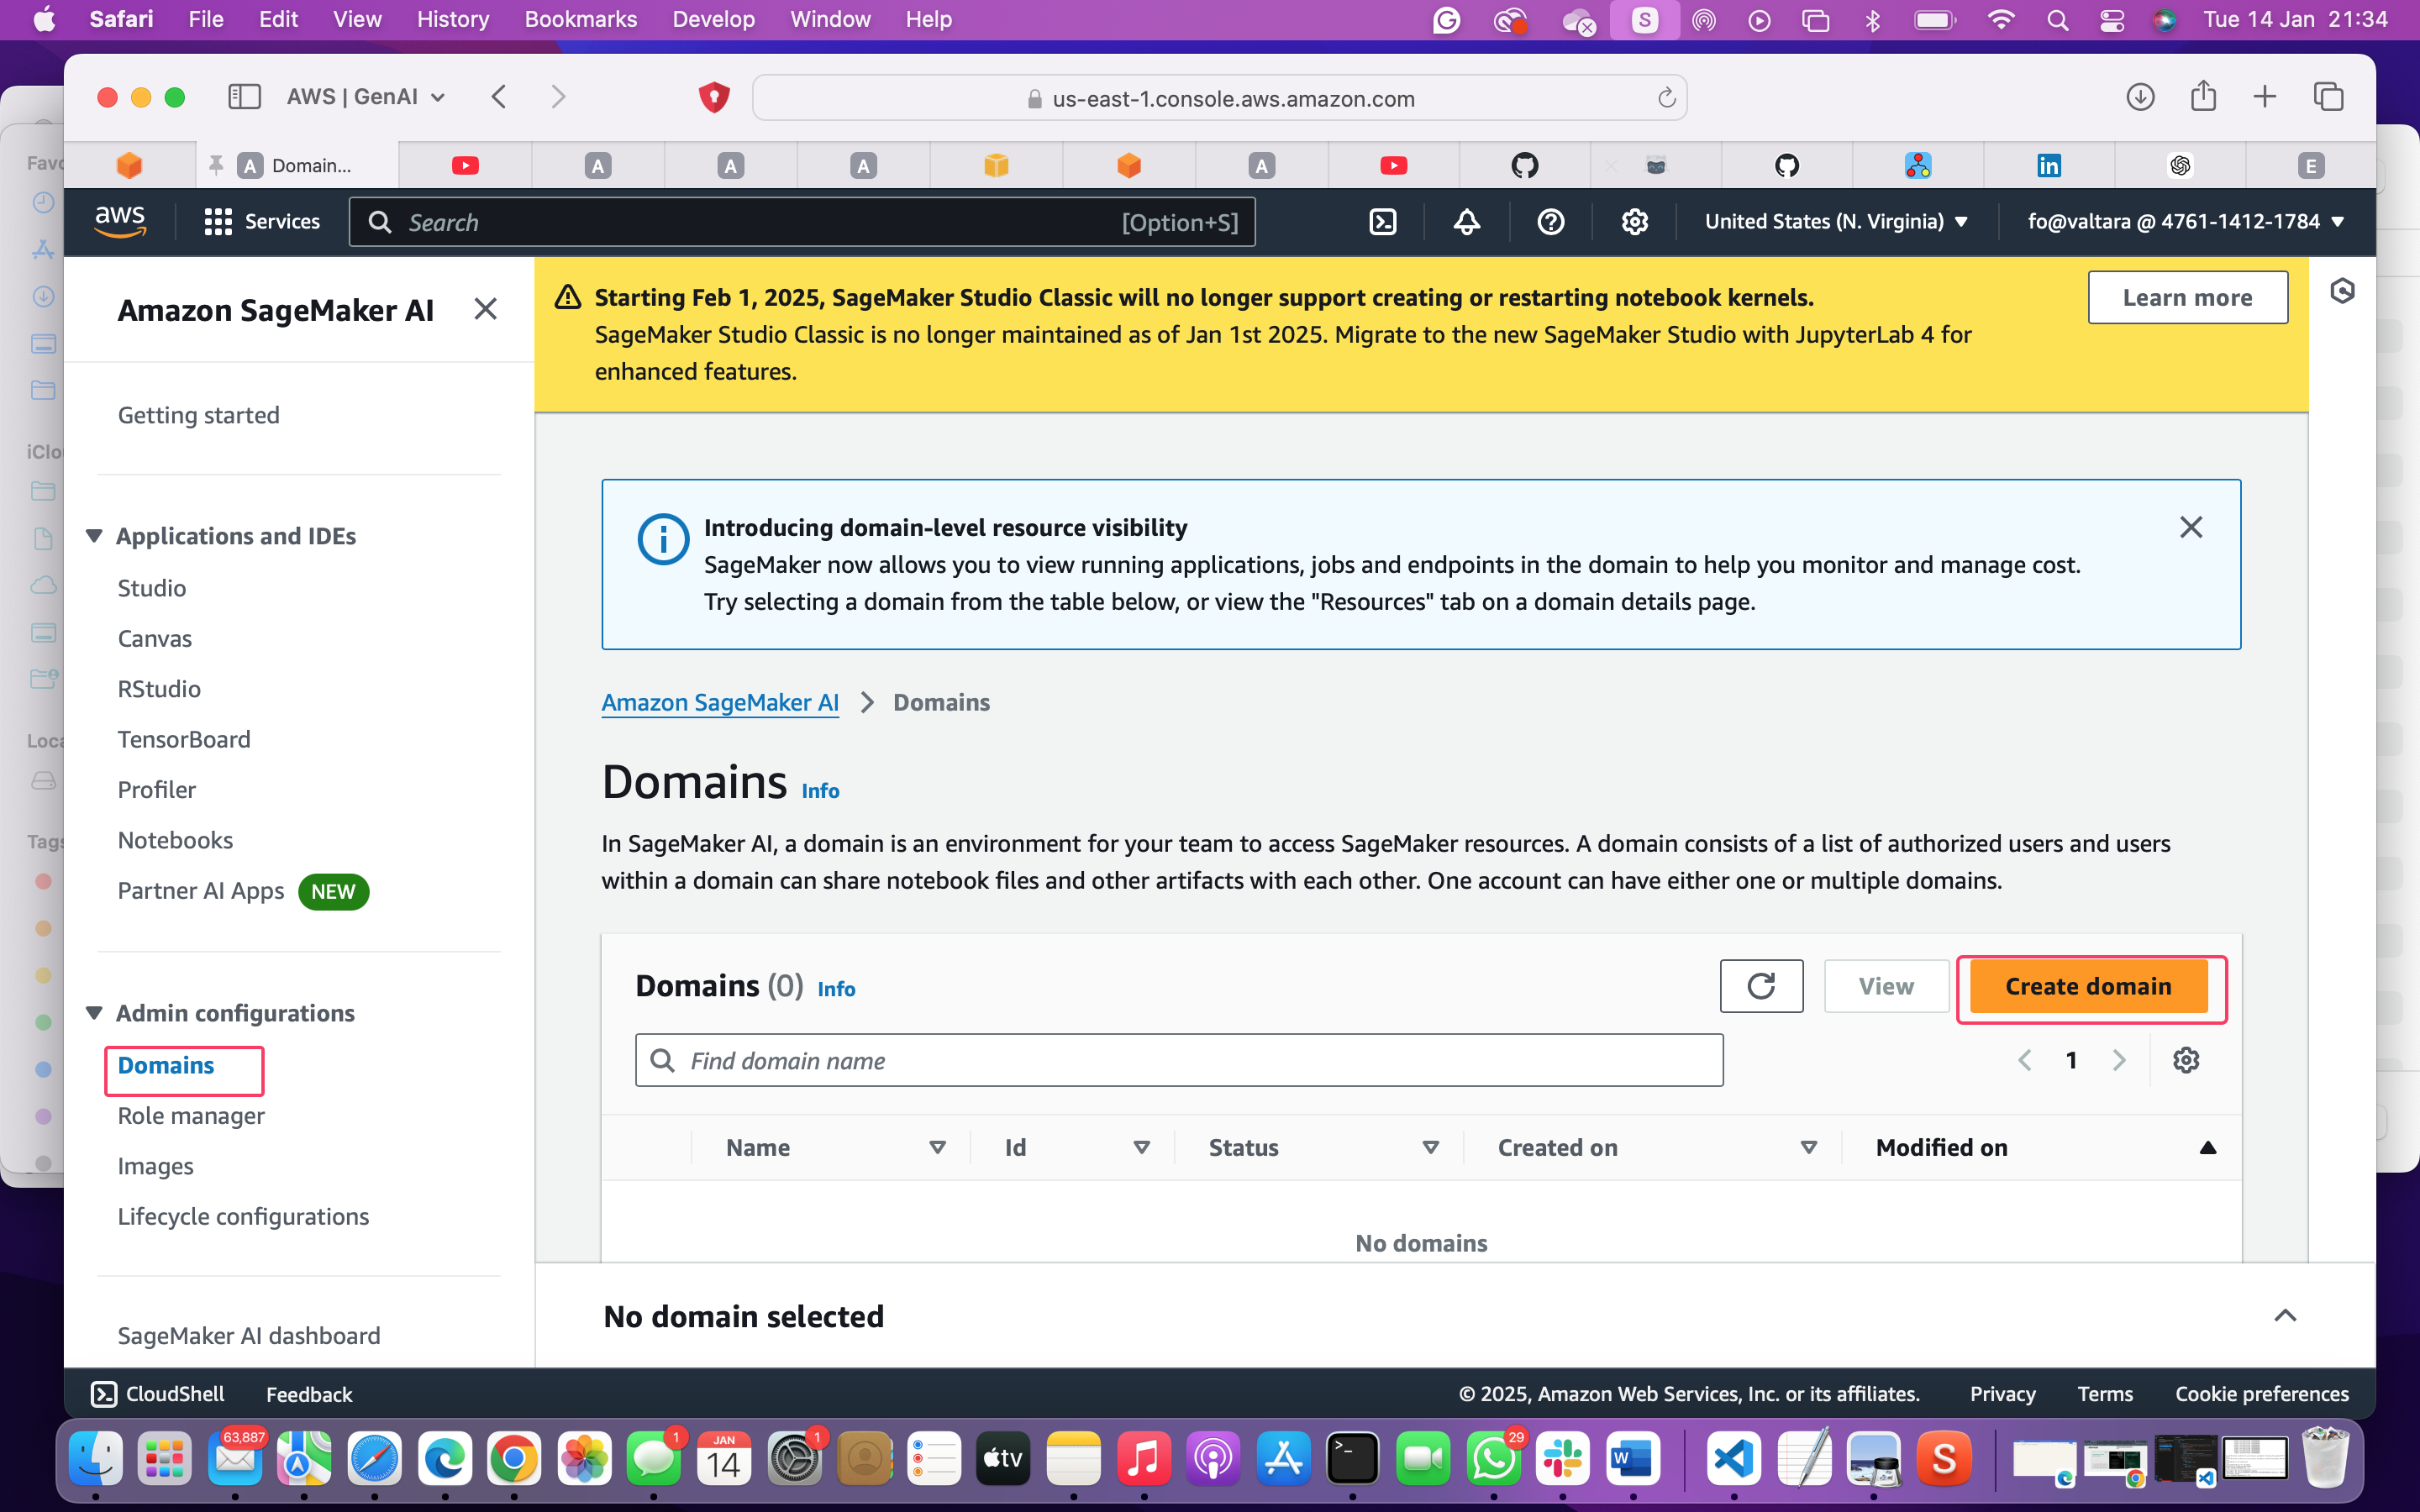 Safari File Edit View History Bookmarks Develop Window Help
S
Tue 14 Jan 21:34
AWS | GenAI
us-east-1.console.aws.amazon.com
A Domain...
A
A
A
A
in
E
aws
Services
Search
[Option+S]
United States (N. Virginia)
fo@valtara @ 4761-1412-1784
Amazon SageMaker AI
Getting started
Applications and IDEs
Studio
Canvas
RStudio
TensorBoard
Profiler
Notebooks
Partner AI Apps NEW
Admin configurations
Domains
Role manager
Images
Lifecycle configurations
SageMaker AI dashboard
Starting Feb 1, 2025, SageMaker Studio Classic will no longer support creating or restarting notebook kernels.
SageMaker Studio Classic is no longer maintained as of Jan 1st 2025. Migrate to the new SageMaker Studio with JupyterLab 4 for
enhanced features.
Learn more
Introducing domain-level resource visibility
SageMaker now allows you to view running applications, jobs and endpoints in the domain to help you monitor and manage cost.
Try selecting a domain from the table below, or view the "Resources" tab on a domain details page.
Amazon SageMaker AI > Domains
Domains Info
In SageMaker AI, a domain is an environment for your team to access SageMaker resources. A domain consists of a list of authorized users and users
within a domain can share notebook files and other artifacts with each other. One account can have either one or multiple domains.
Domains (0) Info
View
Create domain
Find domain name
1
Name Id Status Created on Modified on
No domains
No domain selected
CloudShell Feedback
© 2025, Amazon Web Services, Inc. or its affiliates. Privacy Terms Cookie preferences
Favo
iClo
Loca
Tags
63,887
1
JAN
14
1
tv
29
W
S